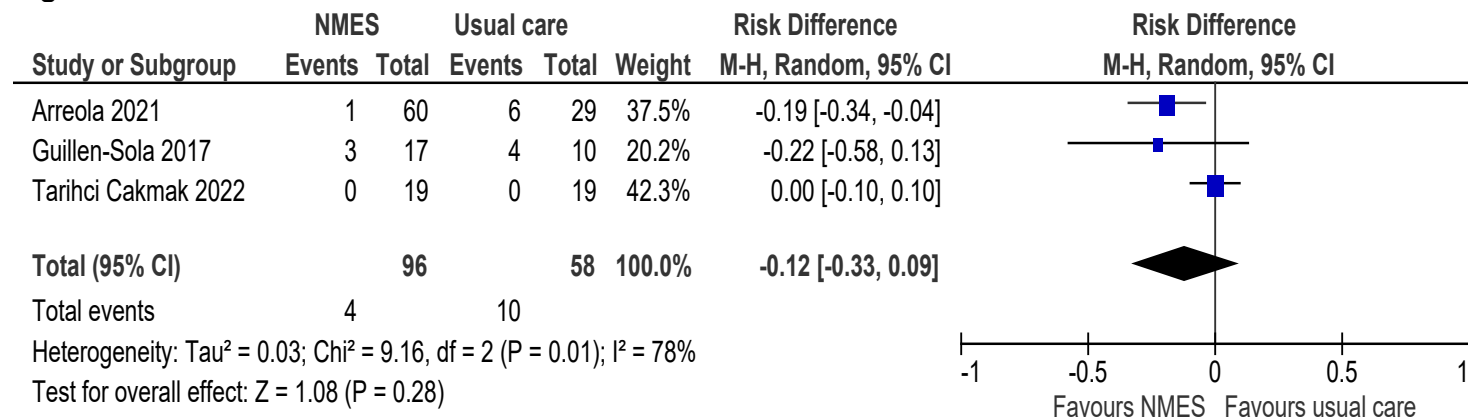 NMES Usual care Risk Difference Risk Difference
Study or Subgroup Events Total Events Total Weight M-H, Random, 95% CI M-H, Random, 95% CI
Arreola 2021 1 60 6 29 37.5% -0.19 [-0.34, -0.04]
Guillen-Sola 2017 3 17 4 10 20.2% -0.22 [-0.58, 0.13]
Tarihci Cakmak 2022 0 19 0 19 42.3% 0.00 [-0.10, 0.10]
Total (95% CI) 96 58 100.0% -0.12 [-0.33, 0.09]
Total events 4 10
Heterogeneity: Tau² = 0.03; Chi² = 9.16, df = 2 (P = 0.01); I² = 78%
Test for overall effect: Z = 1.08 (P = 0.28)
-1 -0.5 0 0.5 1
Favours NMES Favours usual care